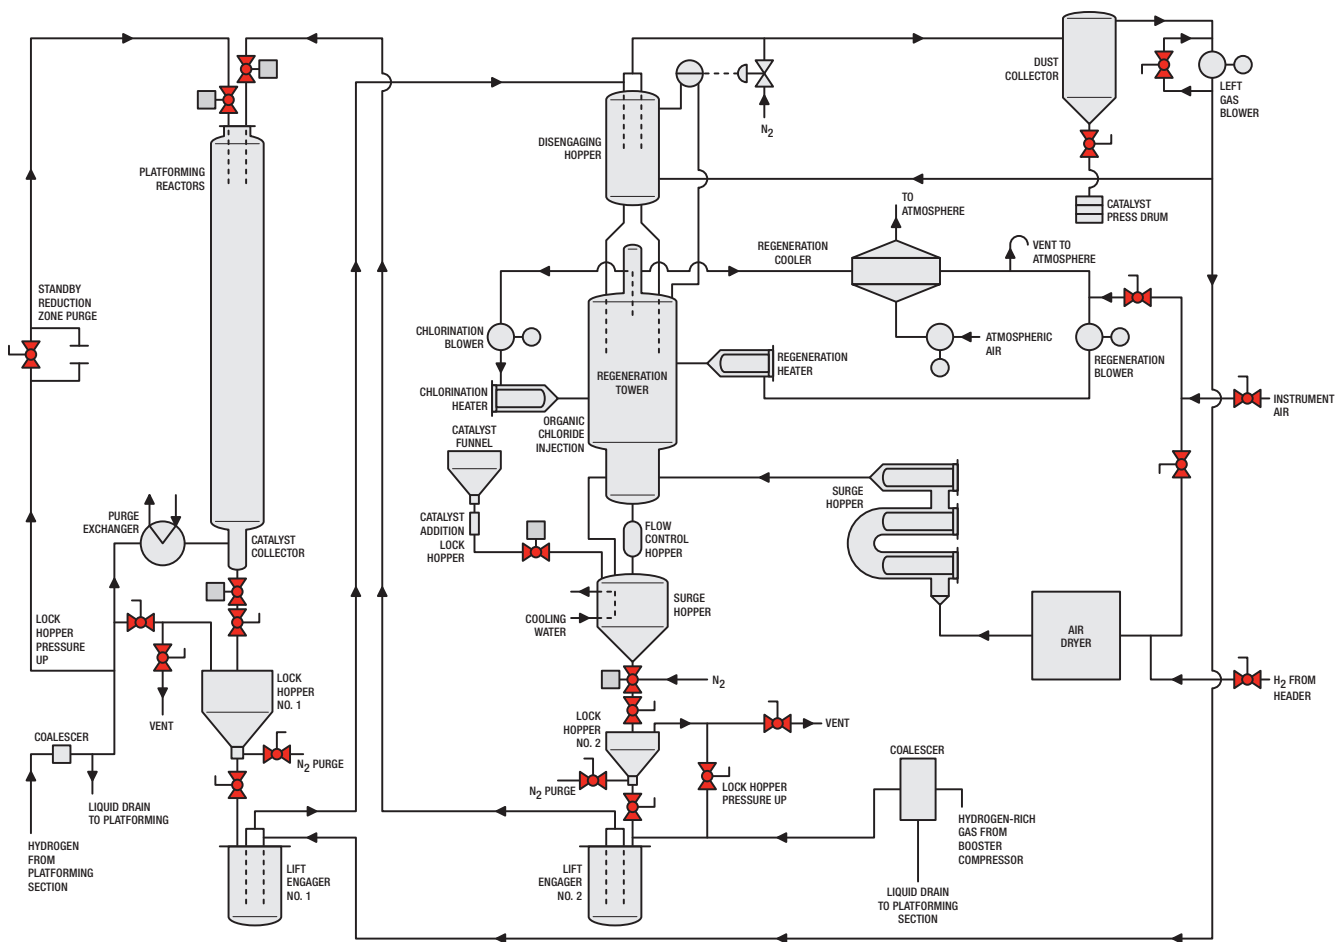 DUST
COLLECTOR
LEFT
GAS
BLOWER
N2
DISENGAGING
HOPPER
PLATFORMING
REACTORS
CATALYST
PRESS DRUM
TO
ATMOSPHERE
REGENERATION
COOLER
VENT TO
ATMOSPHERE
STANDBY
REDUCTION
ZONE PURGE
CHLORINATION
BLOWER
ATMOSPHERIC
AIR
REGENERATION
BLOWER
REGENERATION
HEATER
REGENERATION
TOWER
CHLORINATION
HEATER
INSTRUMENT
AIR
ORGANIC
CHLORIDE
INJECTION
CATALYST
FUNNEL
SURGE
HOPPER
PURGE
EXCHANGER
CATALYST
COLLECTOR
CATALYST
ADDITION
LOCK
HOPPER
FLOW
CONTROL
HOPPER
SURGE
HOPPER
COOLING
WATER
AIR
DRYER
LOCK
HOPPER
PRESSURE
UP
LOCK
HOPPER
NO. 1
N2
H2 FROM
HEADER
VENT
LOCK
HOPPER
NO. 2
VENT
COALESCER
N2 PURGE
COALESCER
N2 PURGE
LOCK HOPPER
PRESSURE UP
LIQUID DRAIN
TO PLATFORMING
HYDROGEN-RICH
GAS FROM
BOOSTER
COMPRESSOR
HYDROGEN
FROM
PLATFORMING
SECTION
LIFT
ENGAGER
NO. 1
LIFT
ENGAGER
NO. 2
LIQUID DRAIN
TO PLATFORMING
SECTION